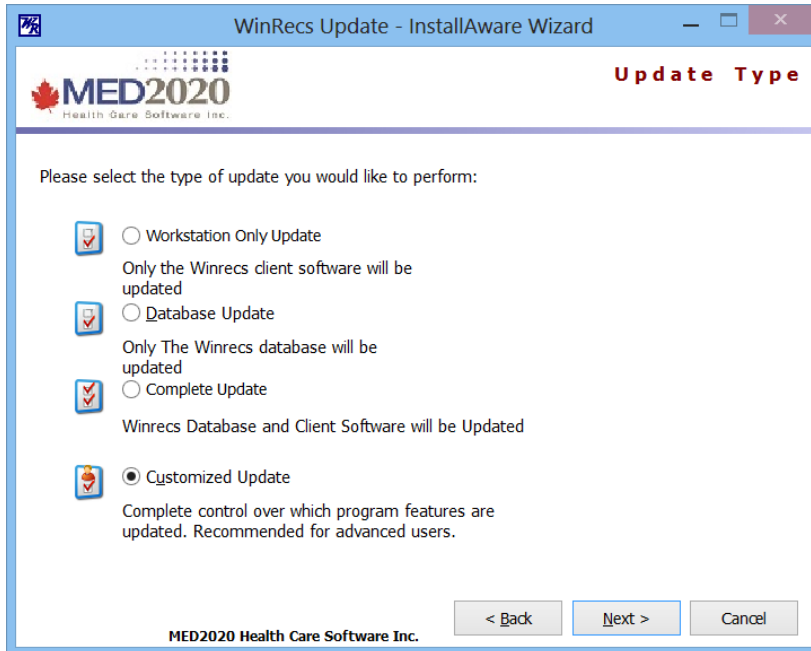 WR
WinRecs Update - InstallAware Wizard
MED2020
Health Care Software Inc.
Update Type
Please select the type of update you would like to perform:
Workstation Only Update
Only the Winrecs client software will be
updated
Database Update
Only The Winrecs database will be
updated
Complete Update
Winrecs Database and Client Software will be Updated
Customized Update
Complete control over which program features are
updated. Recommended for advanced users.
< Back
Next >
Cancel
MED2020 Health Care Software Inc.